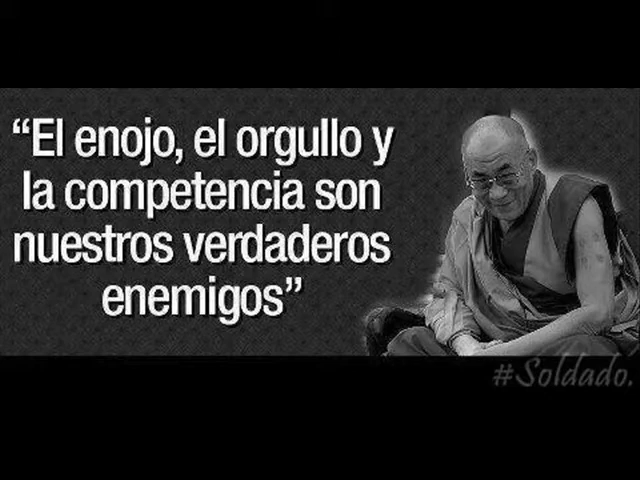 “El enojo, el orgullo y
la competencia son
nuestros verdaderos
enemigos”
#Soldado.